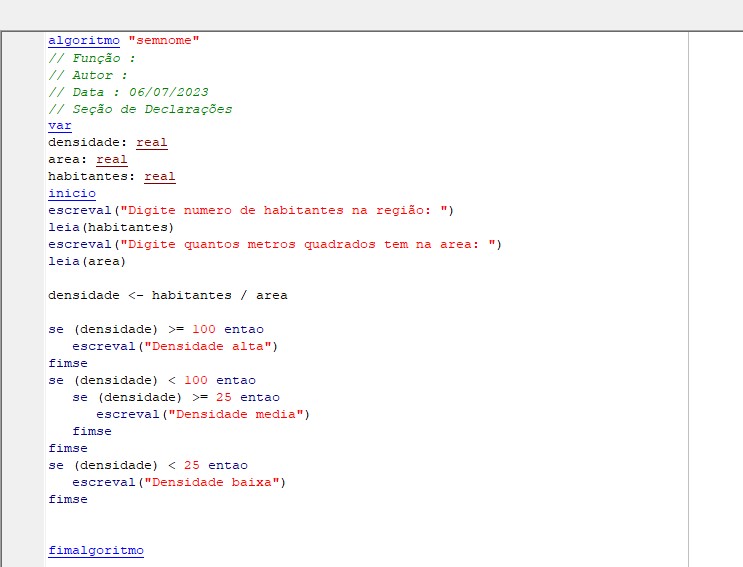 algoritmo "semnome"
// Função :
// Autor :
// Data : 06/07/2023
// Seção de Declarações
var
densidade: real
area: real
habitantes: real
inicio
escreval("Digite numero de habitantes na região: ")
leia(habitantes)
escreval("Digite quantos metros quadrados tem na area: ")
leia(area)
densidade <- habitantes / area
se (densidade) >= 100 entao
escreval("Densidade alta")
fimse
se (densidade) < 100 entao
se (densidade) >= 25 entao
escreval("Densidade media")
fimse
fimse
se (densidade) < 25 entao
escreval("Densidade baixa")
fimse
fimalgoritmo